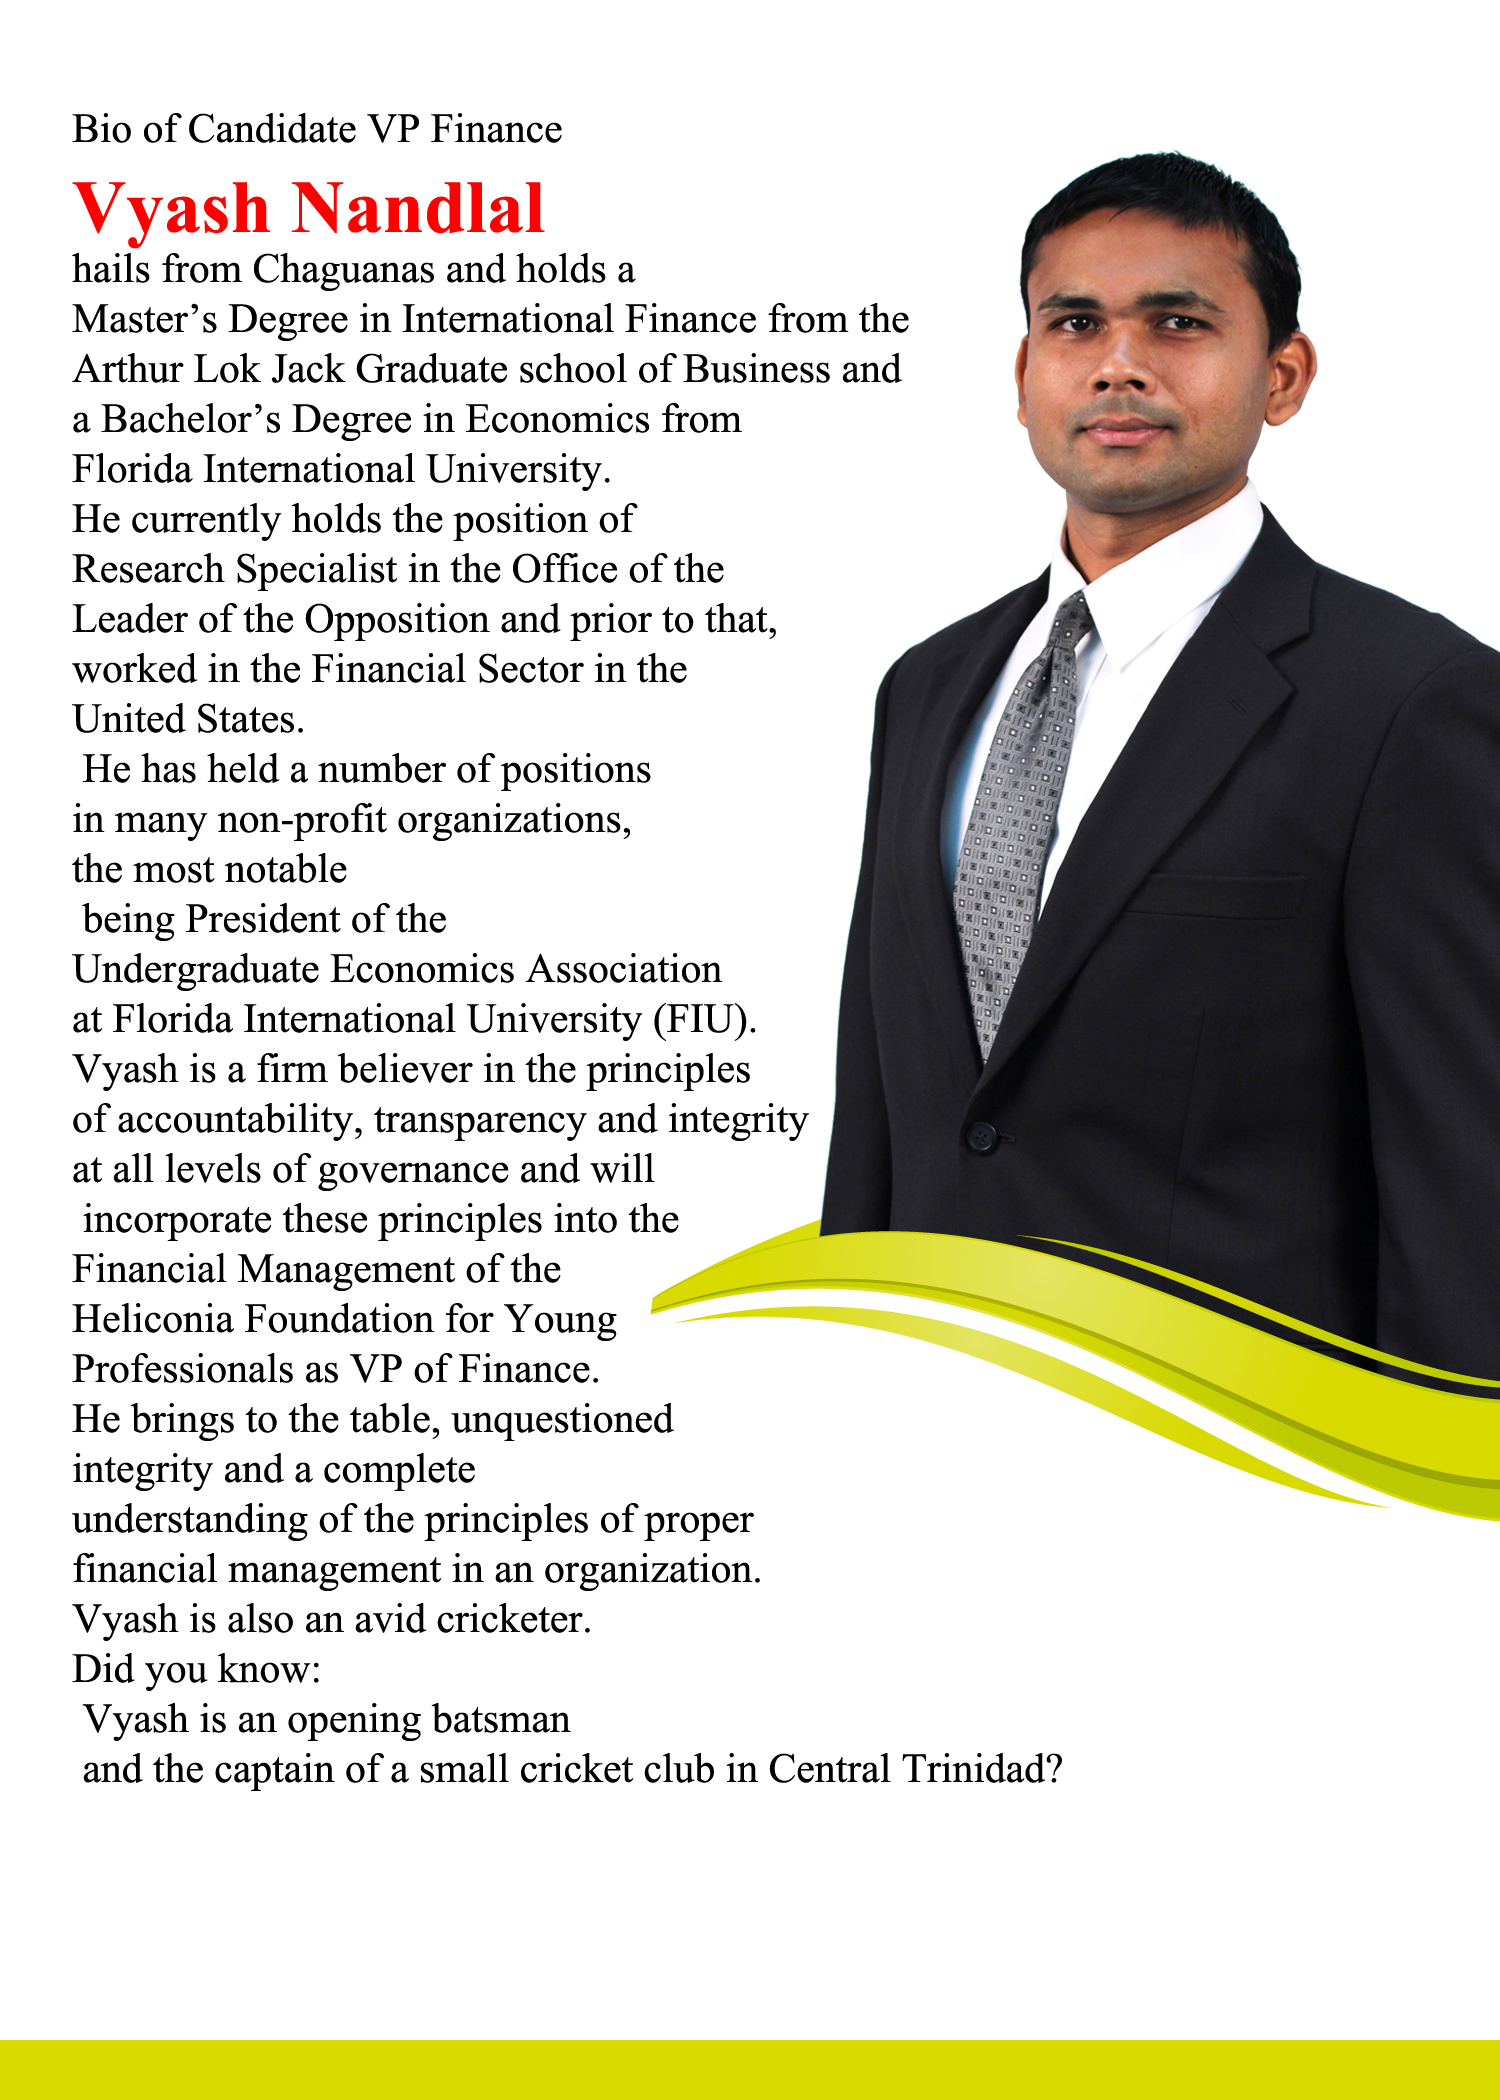 Bio of Candidate VP Finance
Vyash Nandlal
hails from Chaguanas and holds a
Master’s Degree in International Finance from the
Arthur Lok Jack Graduate school of Business and
a Bachelor’s Degree in Economics from
Florida International University.
He currently holds the position of
Research Specialist in the Office of the
Leader of the Opposition and prior to that,
worked in the Financial Sector in the
United States.
He has held a number of positions
in many non-profit organizations,
the most notable
being President of the
Undergraduate Economics Association
at Florida International University (FIU).
Vyash is a firm believer in the principles
of accountability, transparency and integrity
at all levels of governance and will
incorporate these principles into the
Financial Management of the
Heliconia Foundation for Young
Professionals as VP of Finance.
He brings to the table, unquestioned
integrity and a complete
understanding of the principles of proper
financial management in an organization.
Vyash is also an avid cricketer.
Did you know:
Vyash is an opening batsman
and the captain of a small cricket club in Central Trinidad?